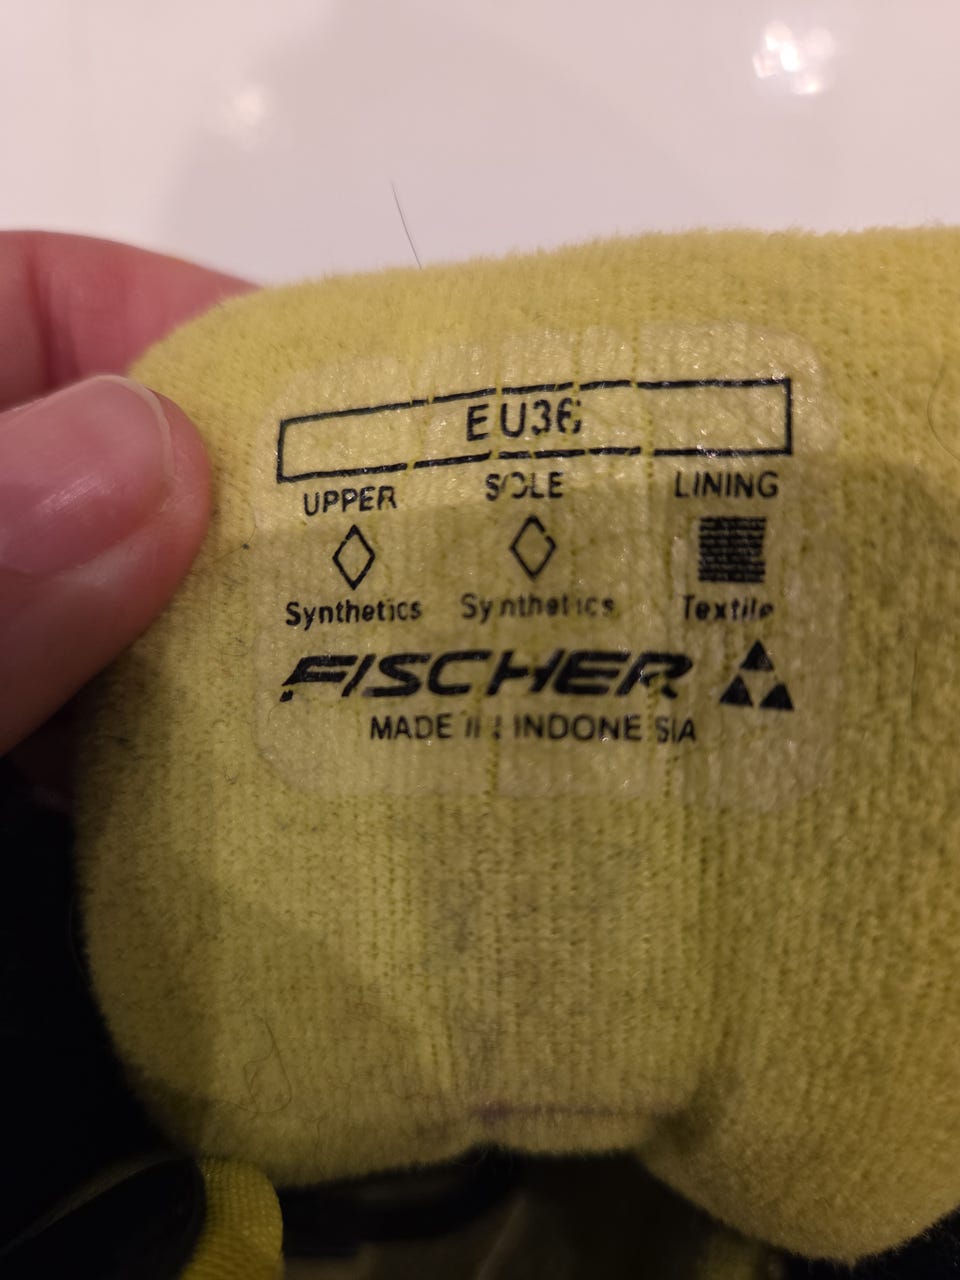 EU36
UPPER SOLE LINING
Synthetics Synthetics Textile
FISCHER
MADE IN INDONESIA